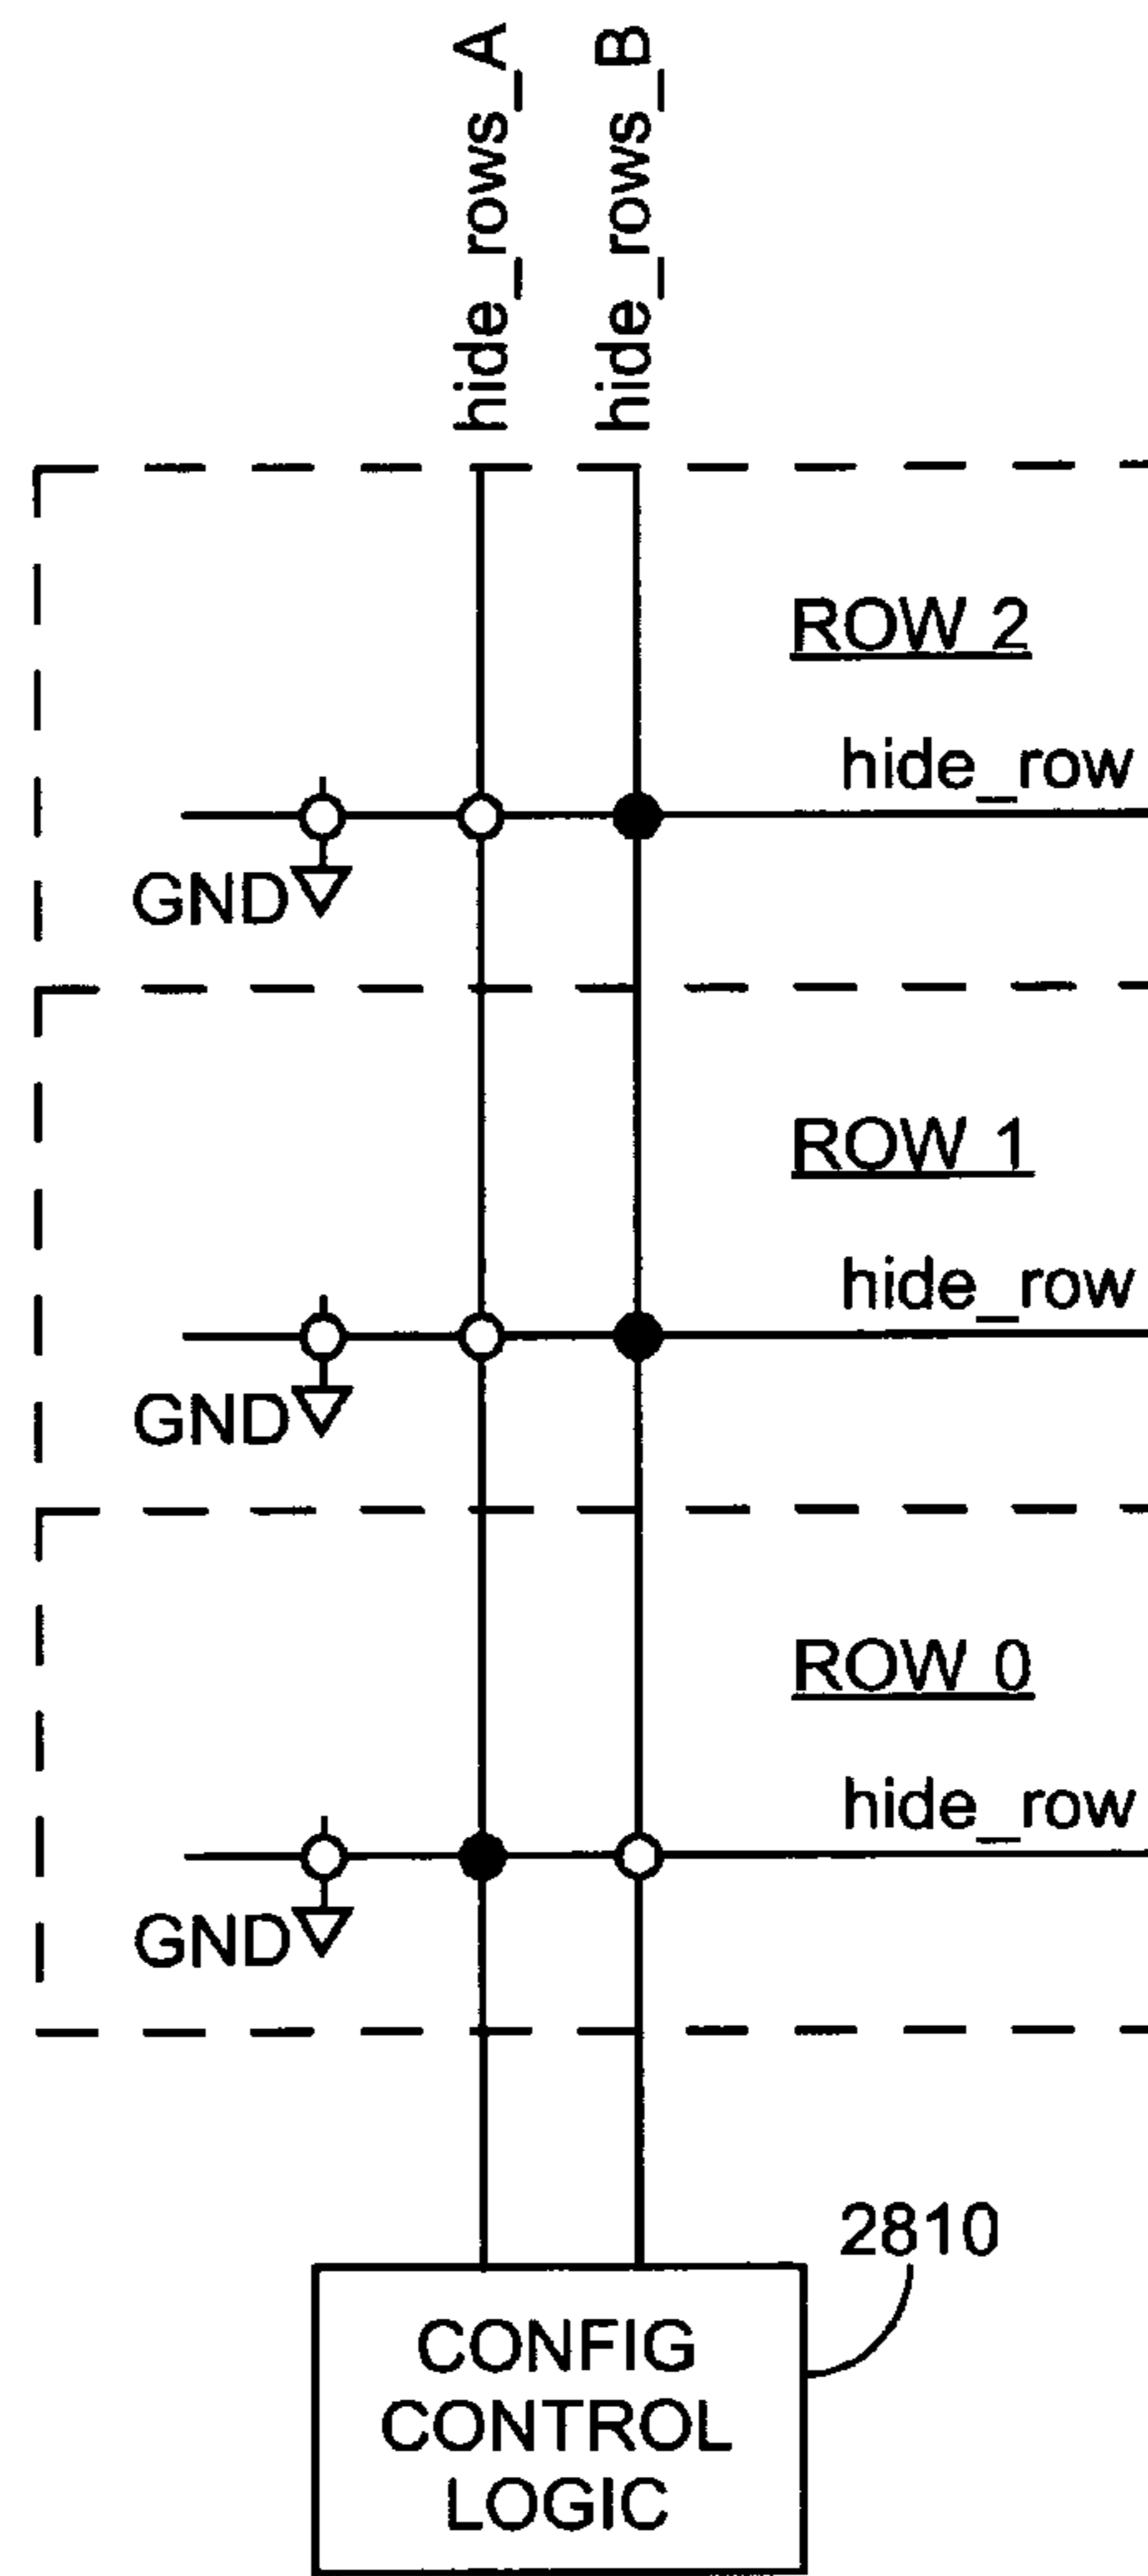 hide_rows_A
hide_rows_B
ROW 2
hide_row
GND
ROW 1
hide_row
GND
ROW 0
hide_row
GND
2810
CONFIG
CONTROL
LOGIC